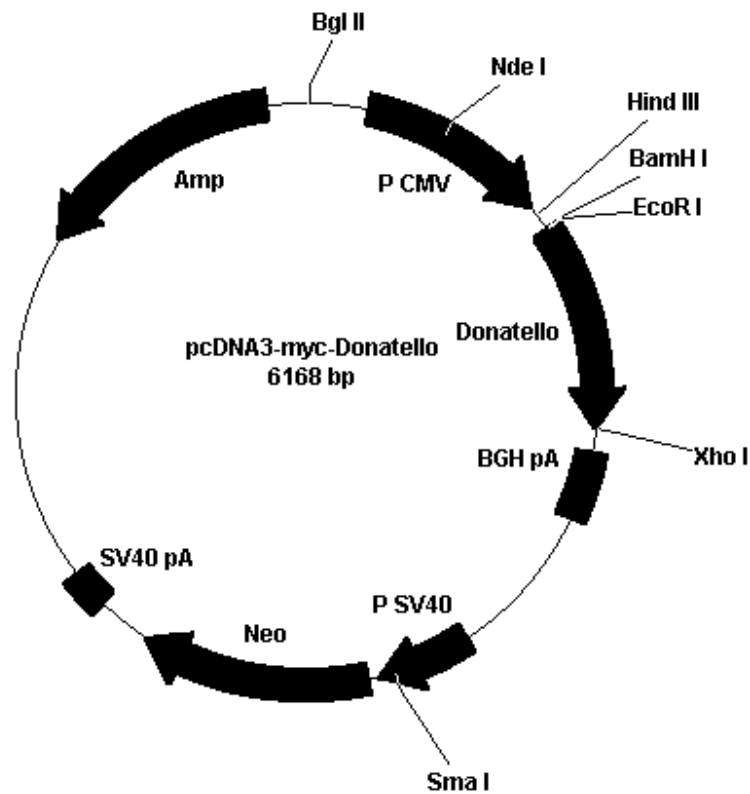 Bgl II
Nde I
Hind III
BamH I
EcoR I
Amp
P CMV
Donatello
pcDNA3-myc-Donatello
6168 bp
Xho I
BGH pA
SV40 pA
P SV40
Neo
Sma I